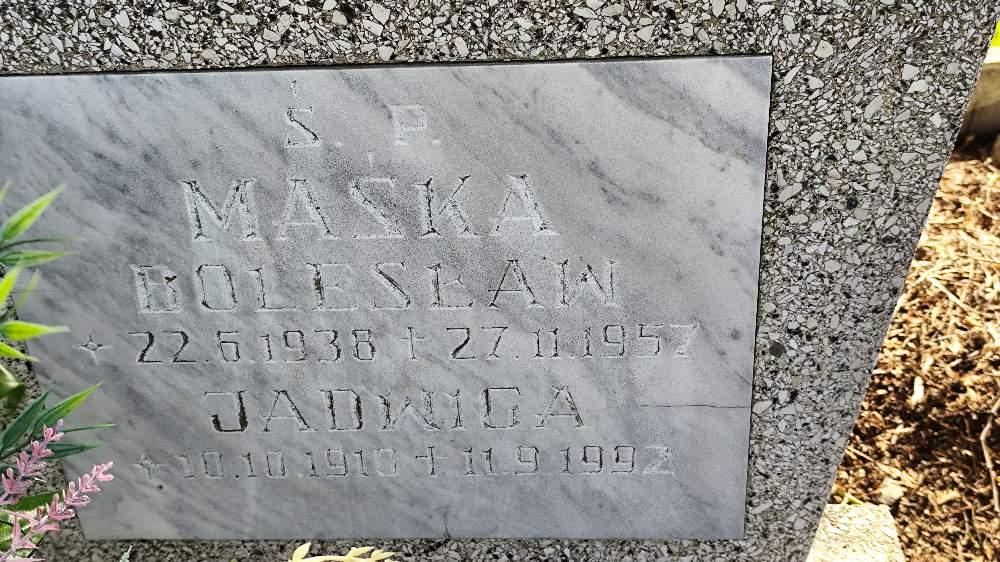 Ś. P.
MAŚKA
BOLESŁAW
22.6.1938 † 27.11.1957
JADWIGA
10.10.1910 † 11.9.1992